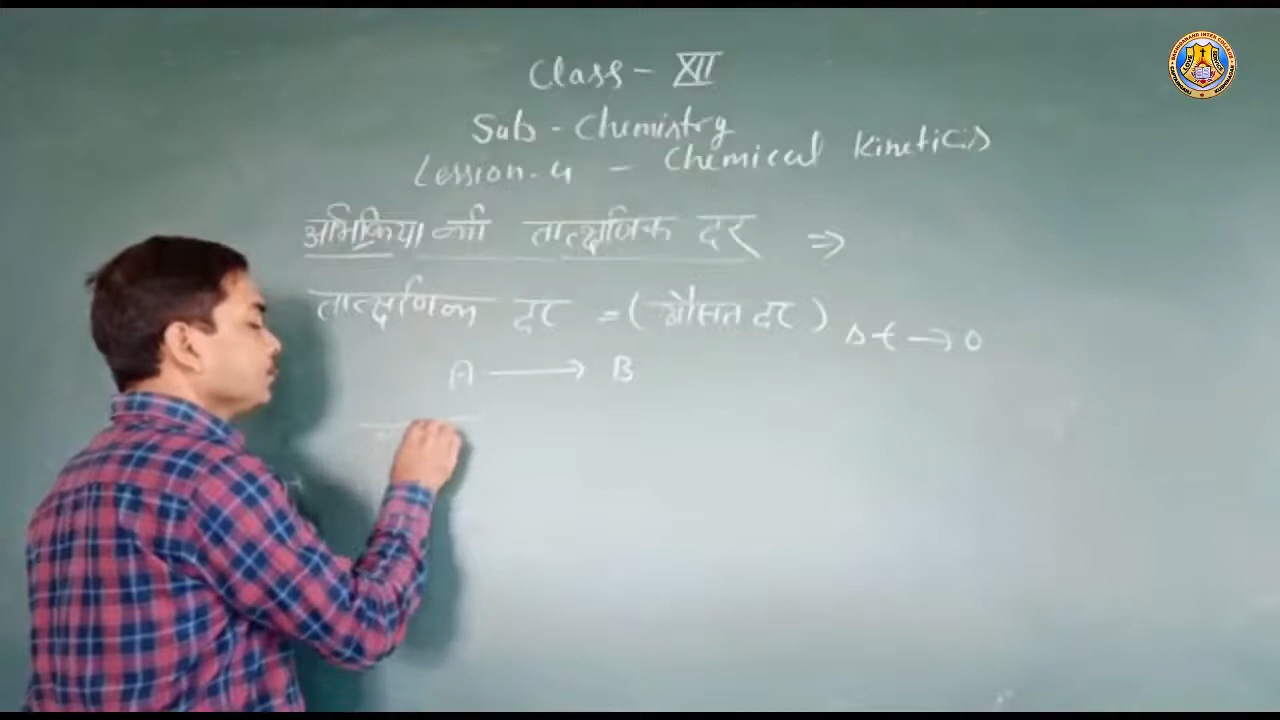 Class - XII
Sub - Chemistry
Lession. 4 - Chemical Kinetics
अभिक्रिया की तात्क्षणिक दर ⇒
तात्क्षणिक दर = (औसत दर) Δt → 0
A → B